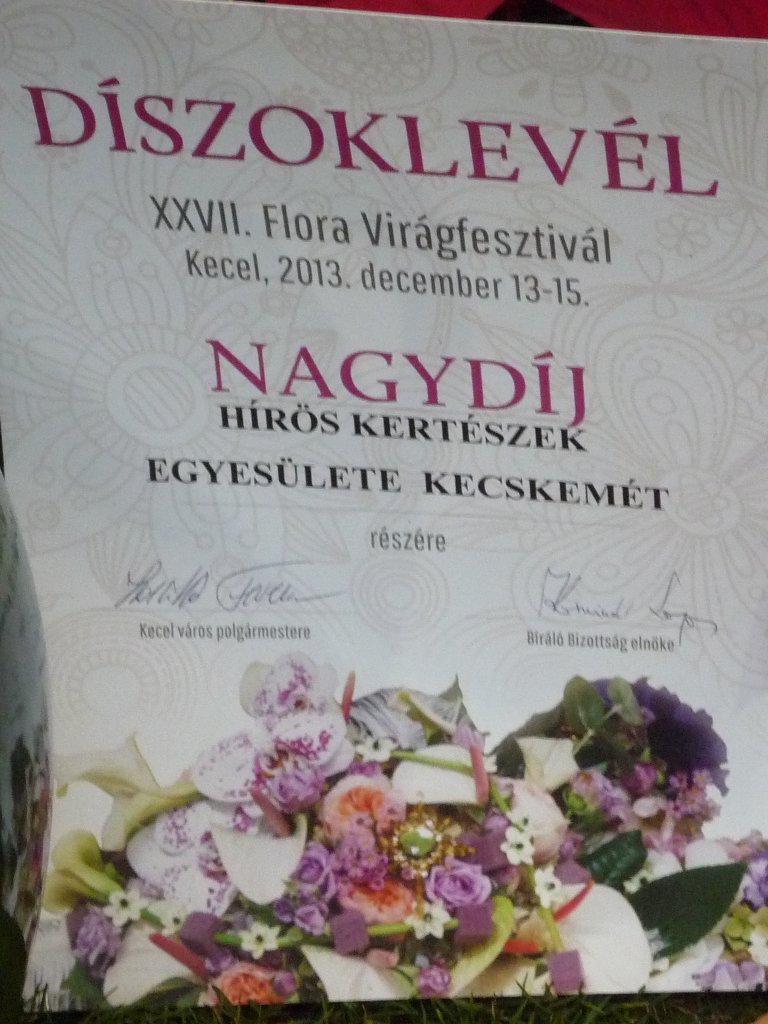 DÍSZOKLEVÉL
XXVII. Flora Virágfesztivál
Kecel, 2013. december 13-15.
NAGYDÍJ
HÍRÖS KERTÉSZEK
EGYESÜLETE KECSKEMÉT
részére
Kecel város polgármestere
Bíráló Bizottság elnöke